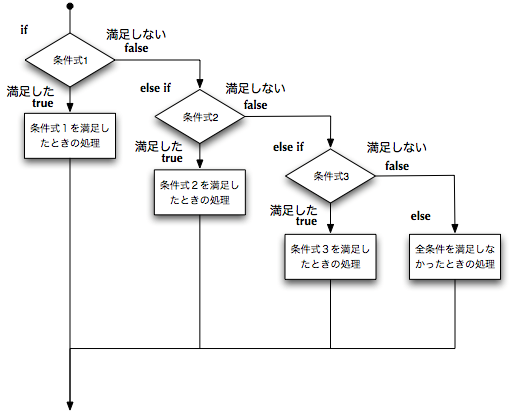 if
満足しない
false
条件式1
満足した
true
条件式１を満足し
たときの処理
else if
満足しない
false
条件式2
満足した
true
条件式２を満足し
たときの処理
else if
満足しない
false
条件式3
満足した
true
条件式３を満足し
たときの処理
else
全条件を満足しな
かったときの処理